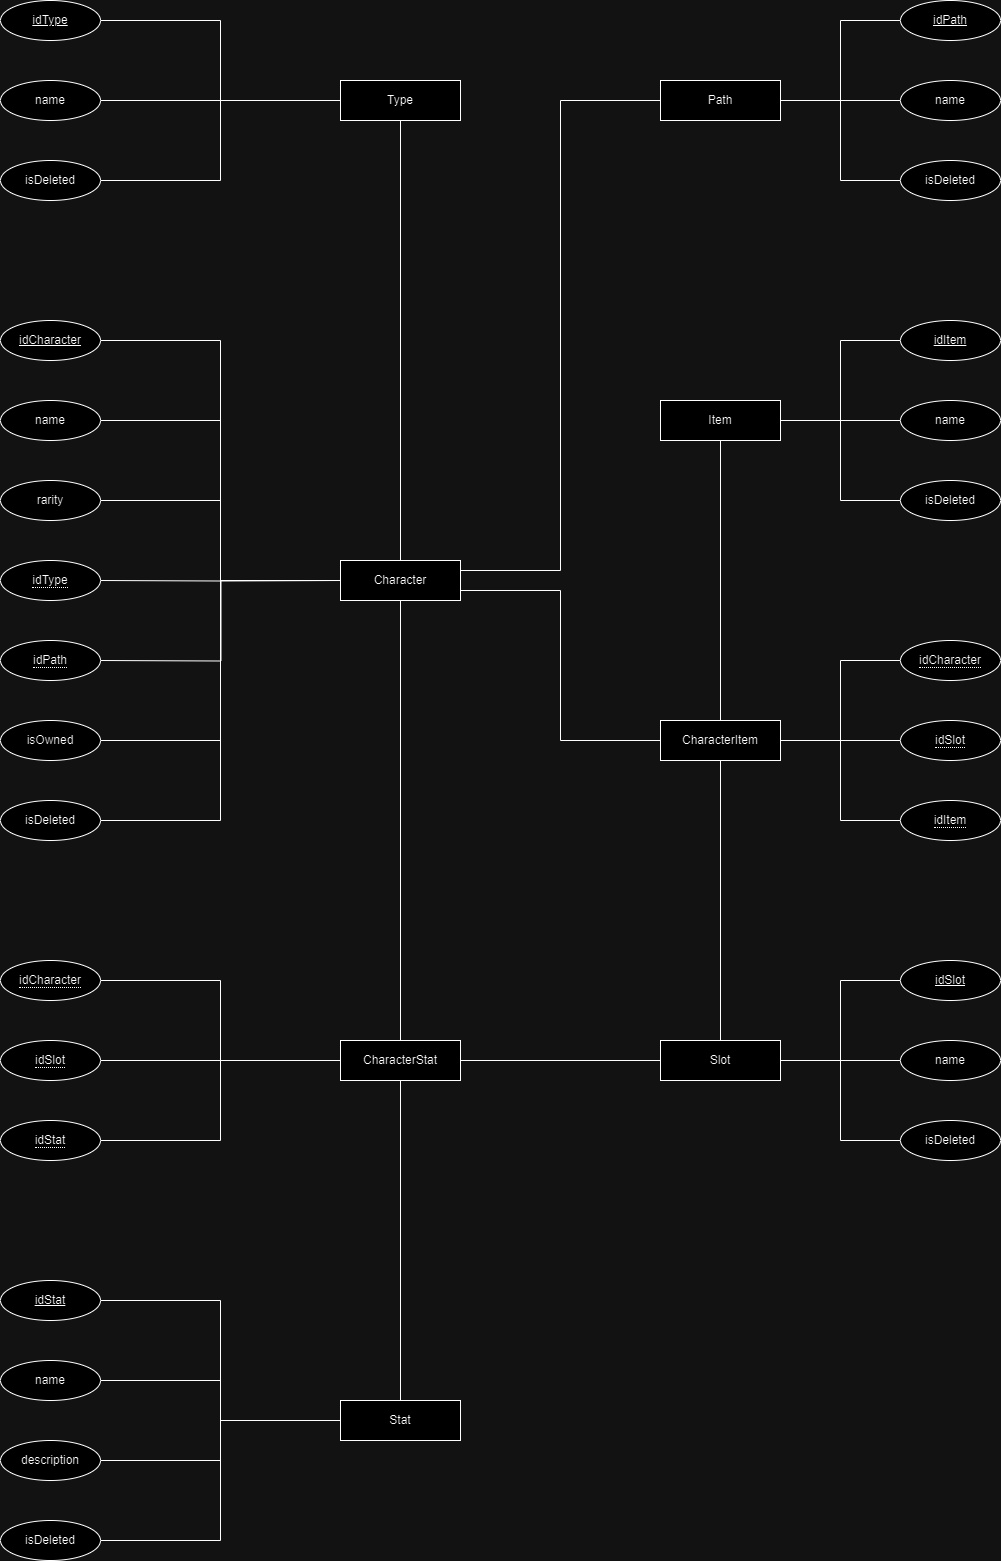 idType
idPath
name
Type
Path
name
isDeleted
isDeleted
idCharacter
idItem
name
Item
name
rarity
isDeleted
idType
Character
idPath
idCharacter
isOwned
CharacterItem
idSlot
isDeleted
idItem
idCharacter
idSlot
idSlot
CharacterStat
Slot
name
idStat
isDeleted
idStat
name
Stat
description
isDeleted